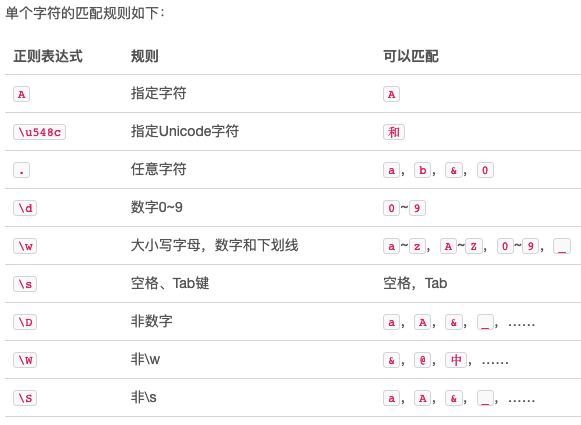 单个字符的匹配规则如下：
正则表达式 规则 可以匹配
A 指定字符 A
\u548c 指定Unicode字符 和
. 任意字符 a，b，&，0
\d 数字0~9 0~9
\w 大小写字母，数字和下划线 a~z，A~Z，0~9，_
\s 空格、Tab键 空格，Tab
\D 非数字 a，A，&，_，……
\W 非\w &，@，中，……
\S 非\s a，A，&，_，……